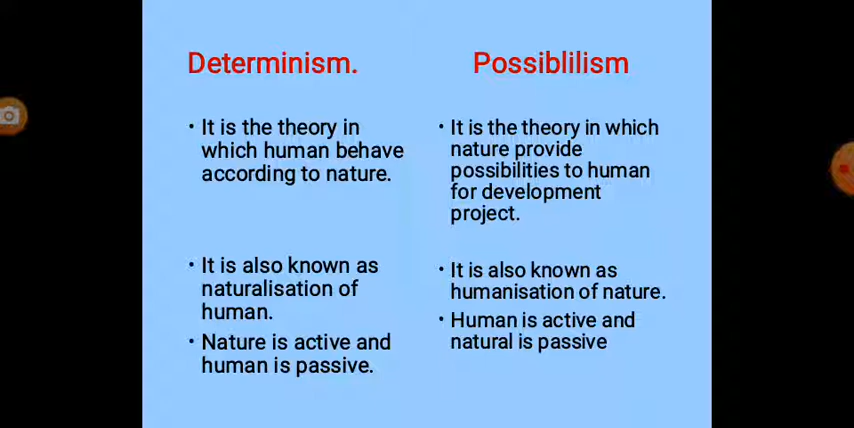 Determinism.
• It is the theory in
which human behave
according to nature.
• It is also known as
naturalisation of
human.
• Nature is active and
human is passive.
Possiblilism
• It is the theory in which
nature provide
possibilities to human
for development
project.
• It is also known as
humanisation of nature.
• Human is active and
natural is passive